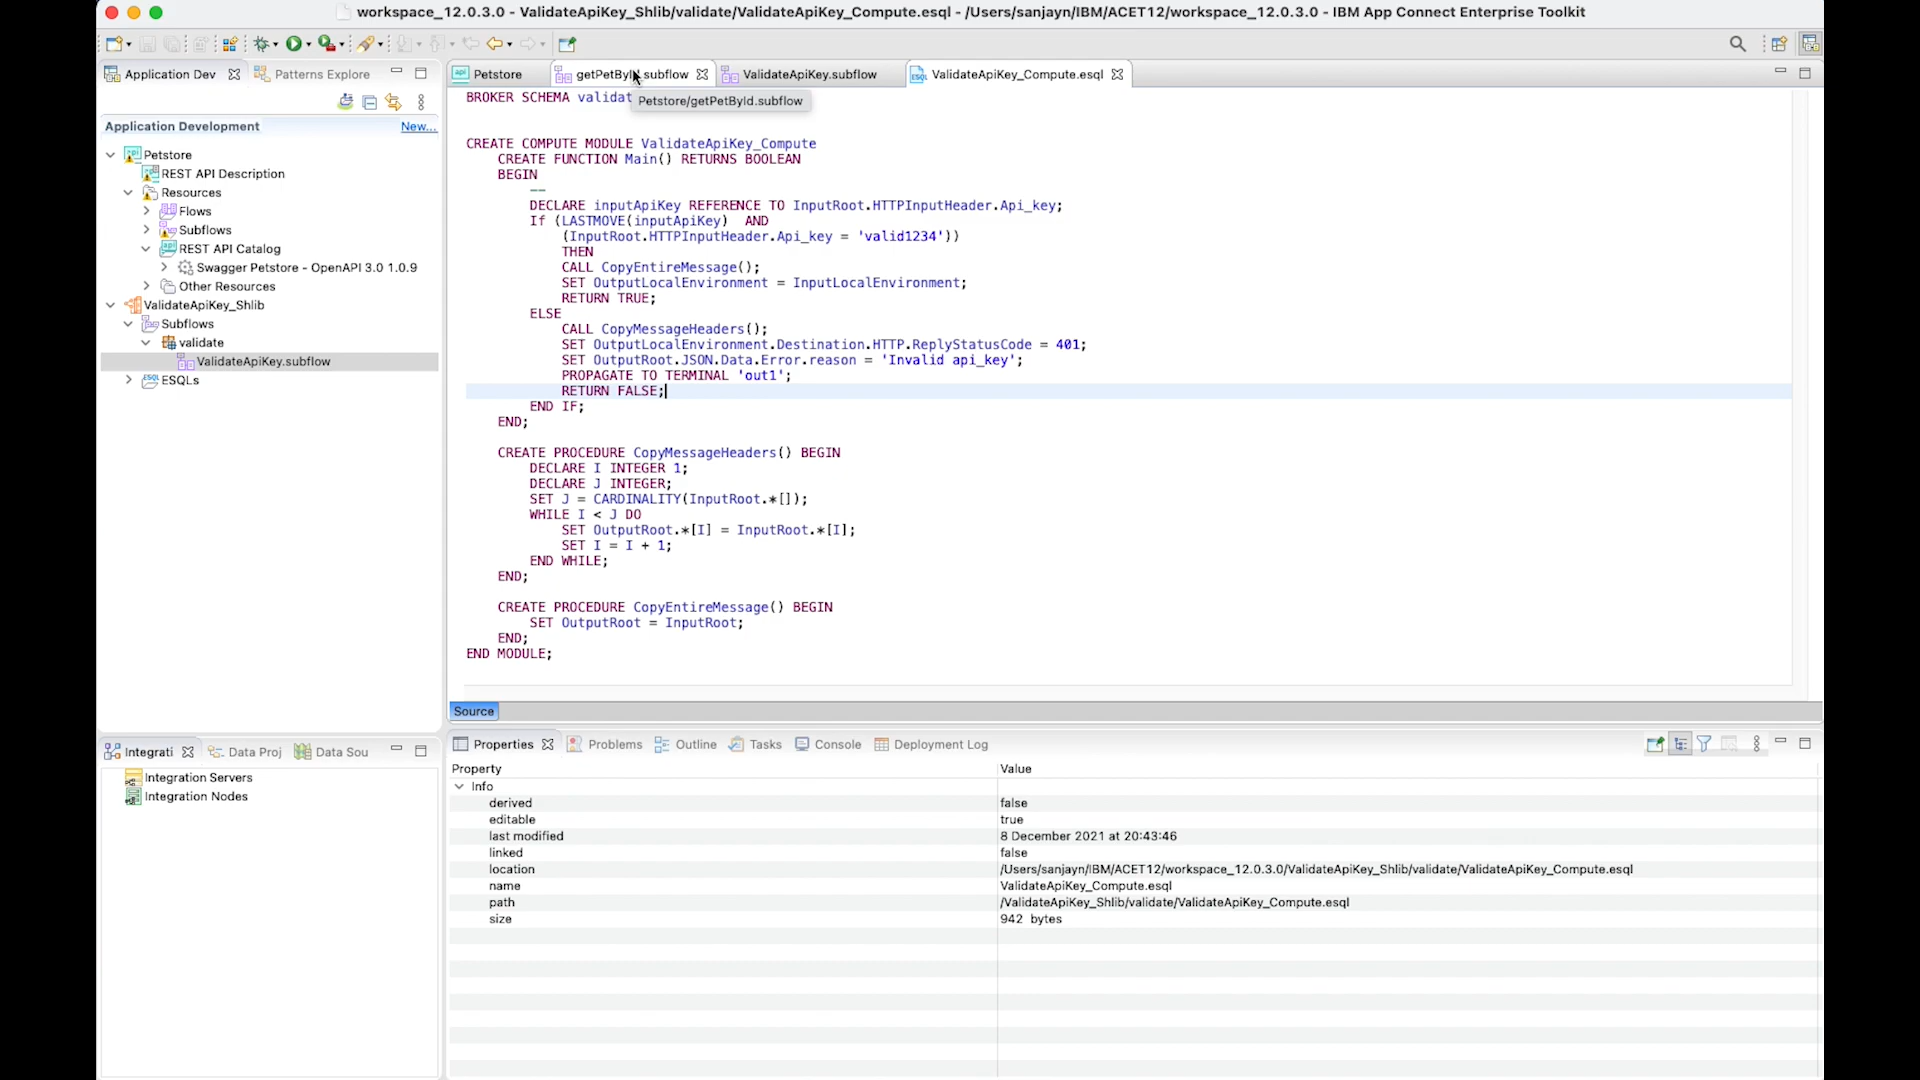 workspace_12.0.3.0 - ValidateApiKey_Shlib/validate/ValidateApiKey_Compute.esql - /Users/sanjayn/IBM/ACET12/workspace_12.0.3.0 - IBM App Connect Enterprise Toolkit
Application Dev
Patterns Explore
Application Development
New...
Petstore
REST API Description
Resources
Flows
Subflows
REST API Catalog
Swagger Petstore - OpenAPI 3.0 1.0.9
Other Resources
ValidateApiKey_Shlib
Subflows
validate
ValidateApiKey.subflow
ESQLs
Petstore
getPetById.subflow
ValidateApiKey.subflow
ValidateApiKey_Compute.esql
Petstore/getPetById.subflow
BROKER SCHEMA validat
CREATE COMPUTE MODULE ValidateApiKey_Compute
CREATE FUNCTION Main() RETURNS BOOLEAN
BEGIN
--
DECLARE inputApiKey REFERENCE TO InputRoot.HTTPInputHeader.Api_key;
If (LASTMOVE(inputApiKey) AND
(InputRoot.HTTPInputHeader.Api_key = 'valid1234'))
THEN
CALL CopyEntireMessage();
SET OutputLocalEnvironment = InputLocalEnvironment;
RETURN TRUE;
ELSE
CALL CopyMessageHeaders();
SET OutputLocalEnvironment.Destination.HTTP.ReplyStatusCode = 401;
SET OutputRoot.JSON.Data.Error.reason = 'Invalid api_key';
PROPAGATE TO TERMINAL 'out1';
RETURN FALSE;
END IF;
END;
CREATE PROCEDURE CopyMessageHeaders() BEGIN
DECLARE I INTEGER 1;
DECLARE J INTEGER;
SET J = CARDINALITY(InputRoot.*[]);
WHILE I < J DO
SET OutputRoot.*[I] = InputRoot.*[I];
SET I = I + 1;
END WHILE;
END;
CREATE PROCEDURE CopyEntireMessage() BEGIN
SET OutputRoot = InputRoot;
END;
END MODULE;
Source
Integrati
Data Proj
Data Sou
Integration Servers
Integration Nodes
Properties
Problems
Outline
Tasks
Console
Deployment Log
Property Value
Info
derived false
editable true
last modified 8 December 2021 at 20:43:46
linked false
location /Users/sanjayn/IBM/ACET12/workspace_12.0.3.0/ValidateApiKey_Shlib/validate/ValidateApiKey_Compute.esql
name ValidateApiKey_Compute.esql
path /ValidateApiKey_Shlib/validate/ValidateApiKey_Compute.esql
size 942 bytes